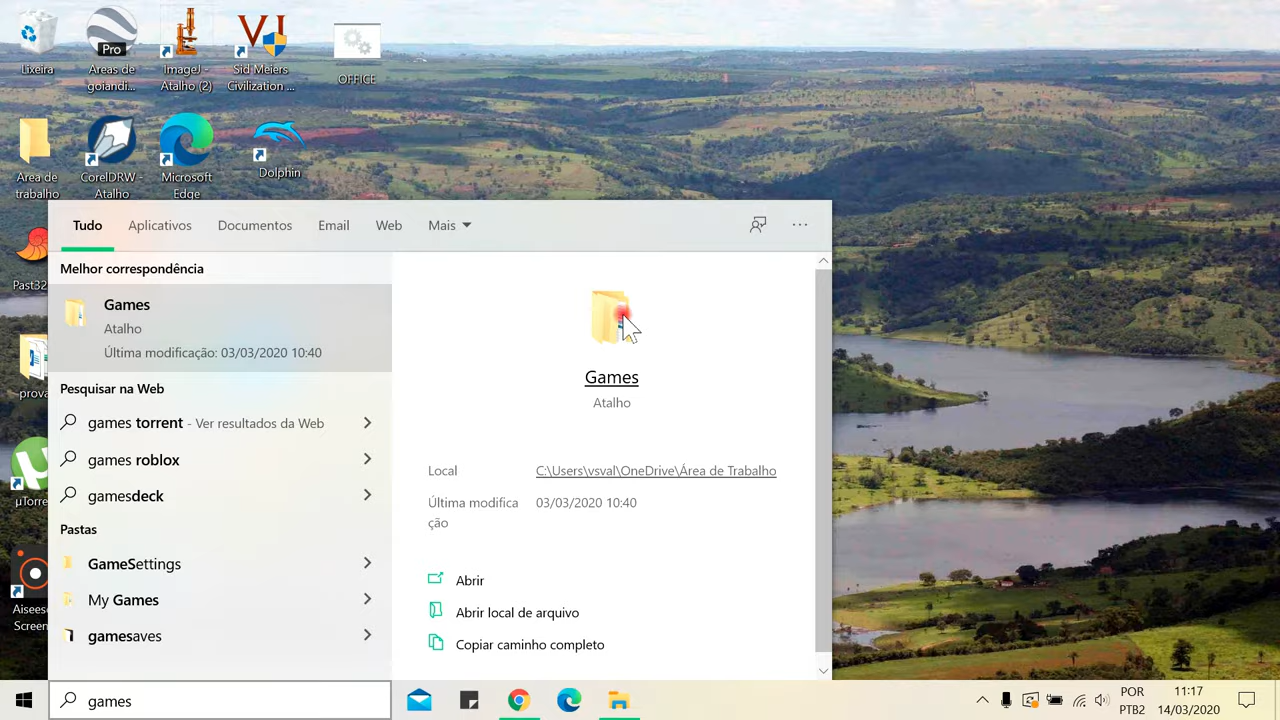 Lixeira
Pro
Areas de
goiandi...
ImageJ -
Atalho (2)
Sid Meiers
Civilization ...
OFFICE
Área de
trabalho
CorelDRW -
Atalho
Microsoft
Edge
Dolphin
Past32
prova
µTorre
Aisees
Screen
Tudo
Aplicativos
Documentos
Email
Web
Mais
Melhor correspondência
Games
Atalho
Última modificação: 03/03/2020 10:40
Pesquisar na Web
games torrent - Ver resultados da Web
games roblox
gamesdeck
Pastas
GameSettings
My Games
gamesaves
Games
Atalho
Local
C:\Users\vsval\OneDrive\Área de Trabalho
Última modifica
ção
03/03/2020 10:40
Abrir
Abrir local de arquivo
Copiar caminho completo
games
POR
PTB2
11:17
14/03/2020